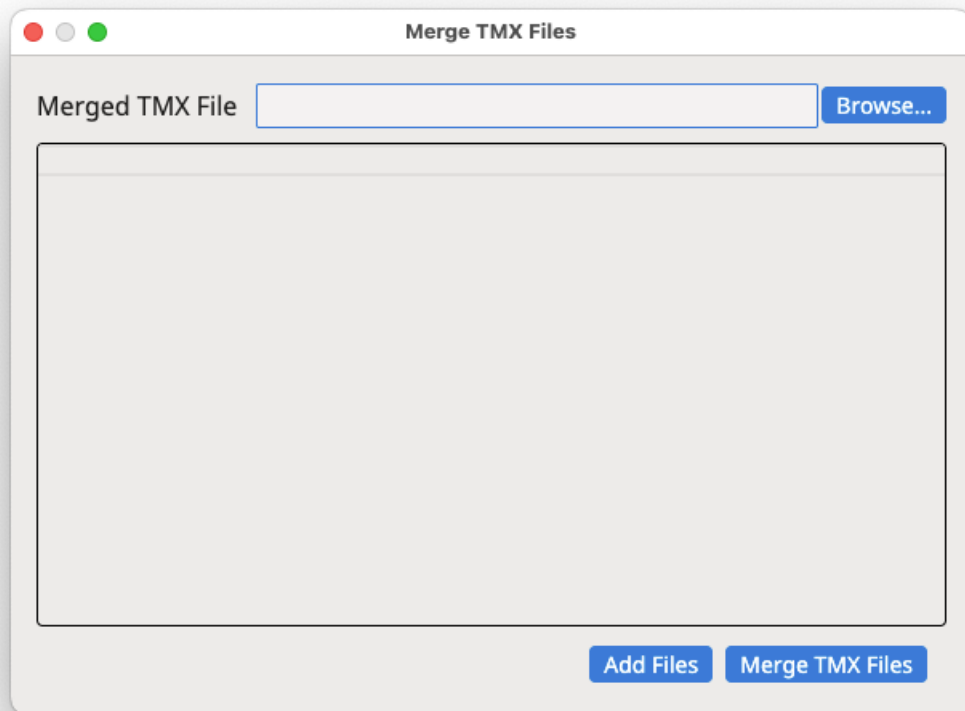 Merge TMX Files
Merged TMX File
Browse...
Add Files
Merge TMX Files